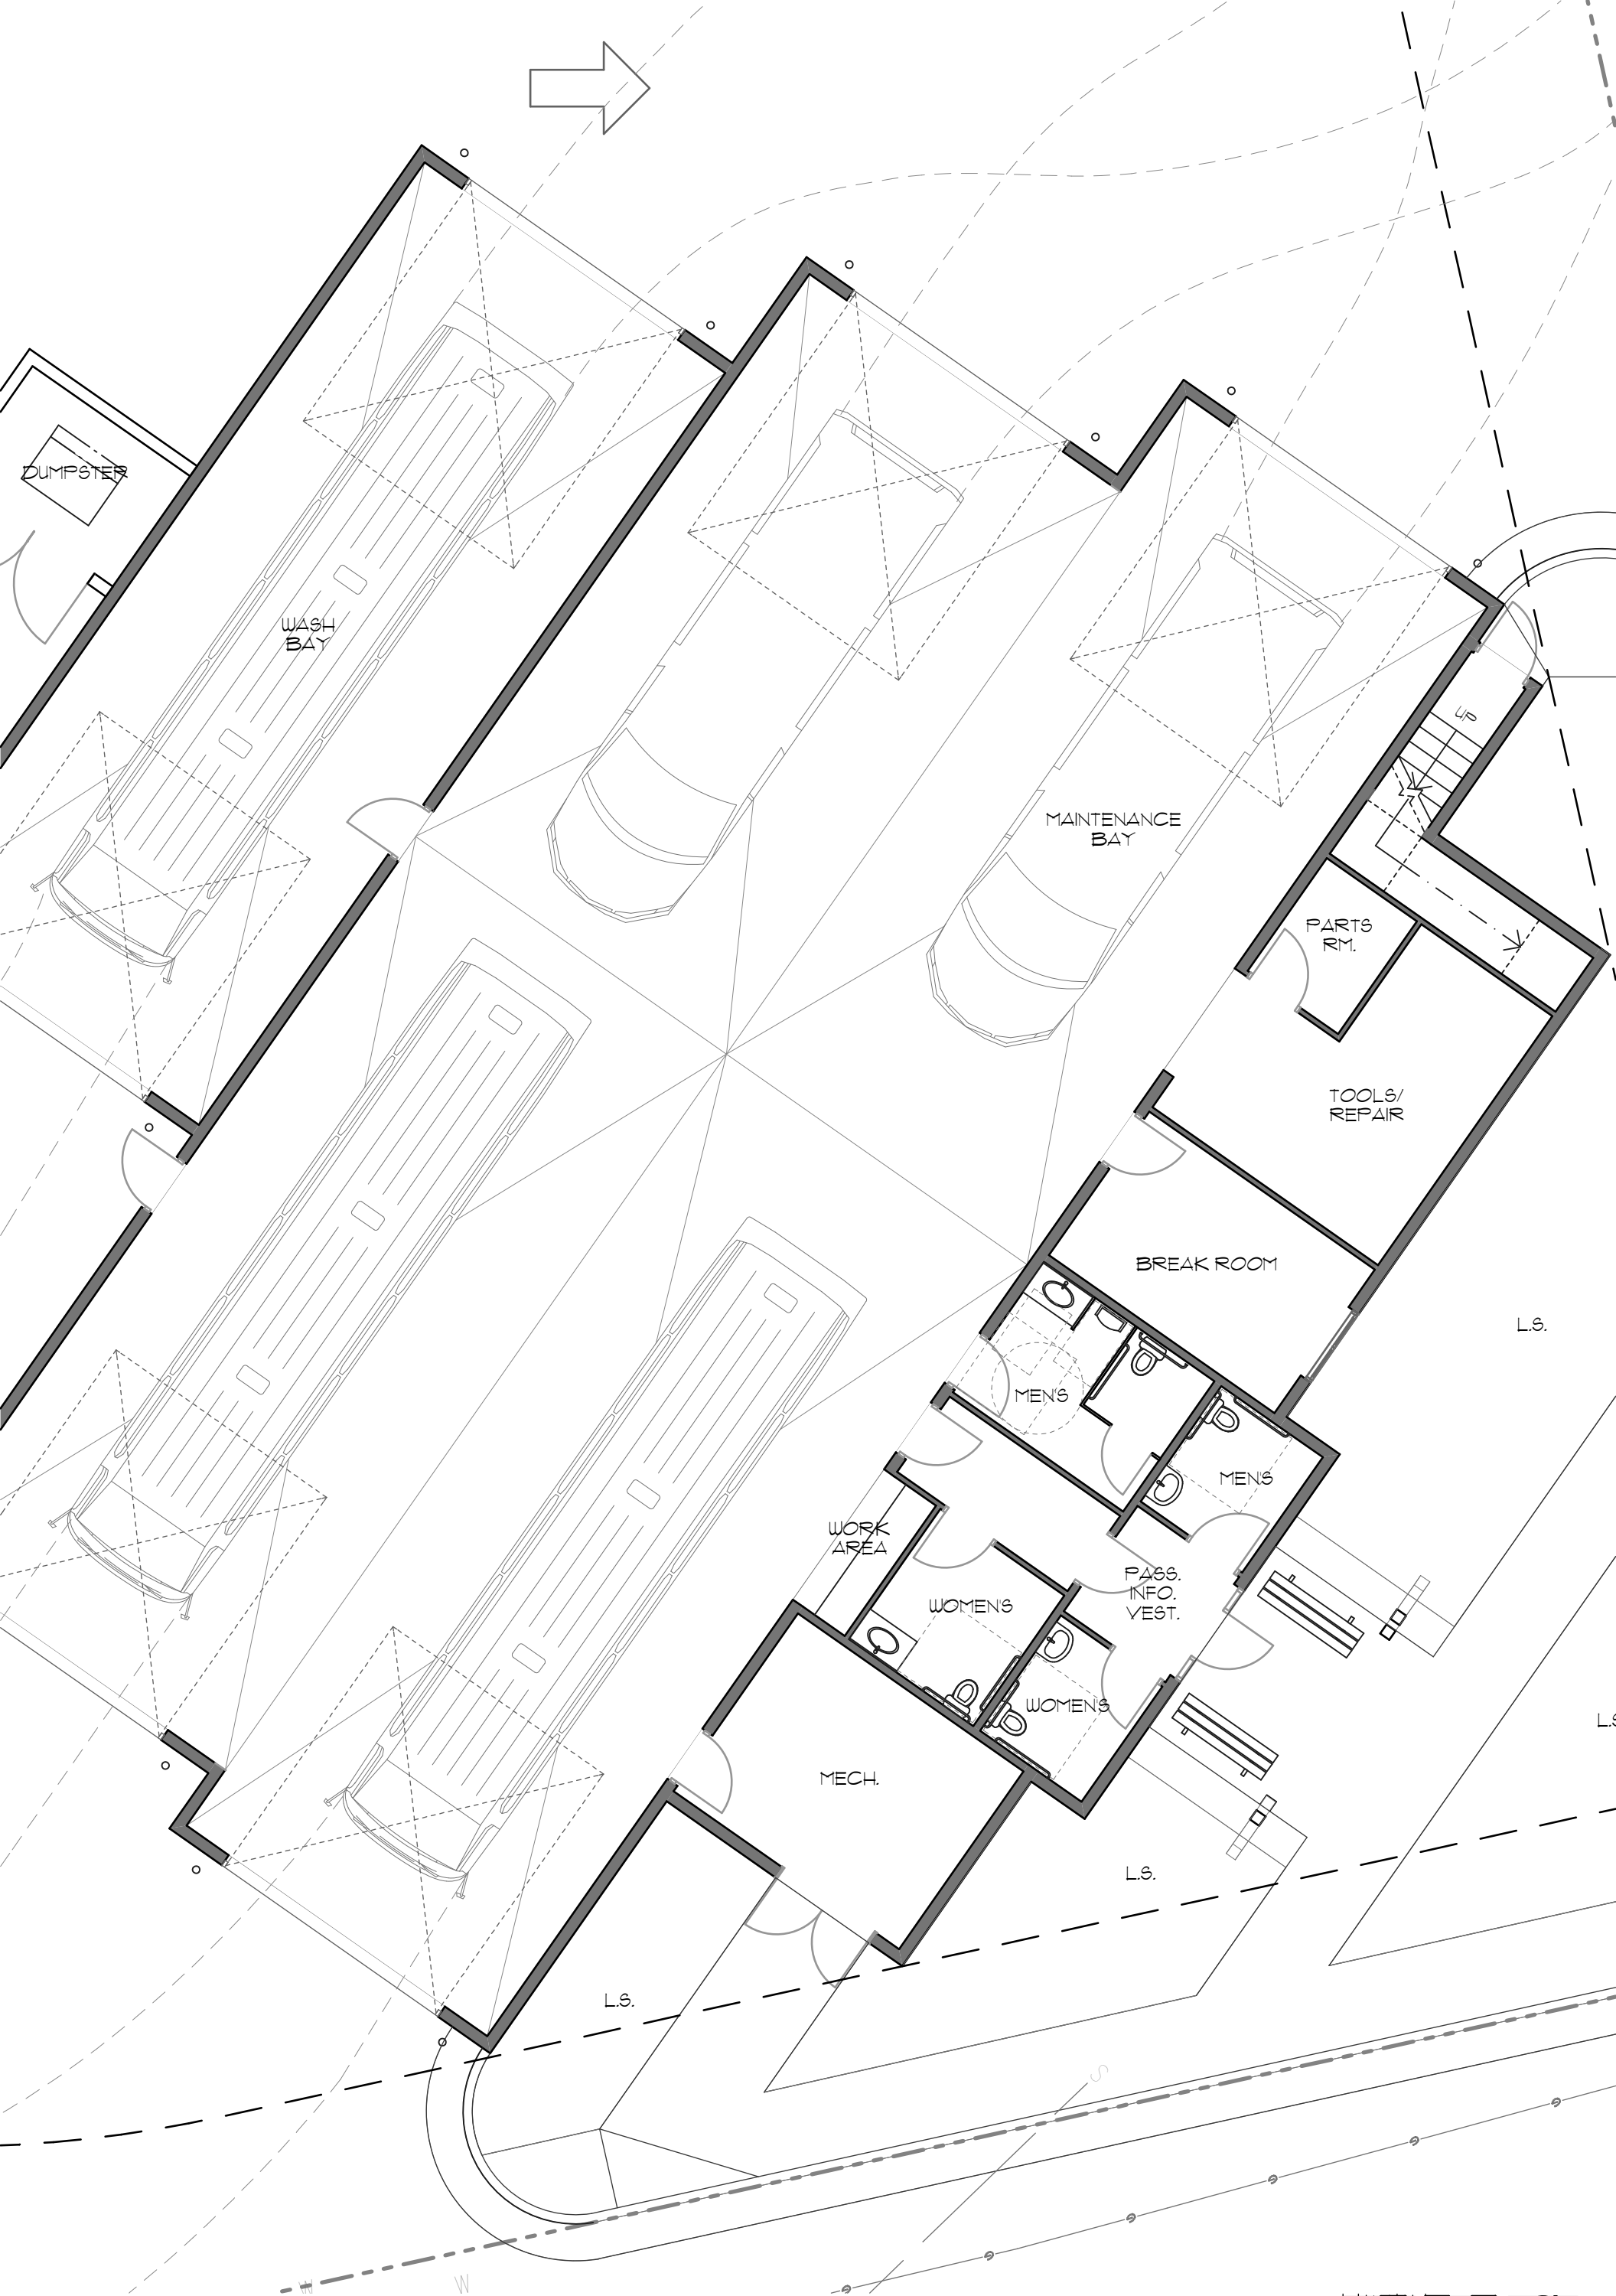 DUMPSTER
WASH
BAY
UP
MAINTENANCE
BAY
PARTS
RM.
TOOLS/
REPAIR
BREAK ROOM
L.S.
MEN'S
MEN'S
WORK
AREA
PASS.
INFO.
VEST.
WOMEN'S
WOMEN'S
L.S.
MECH.
L.S.
L.S.
S
S
S
S
S
S
S
W
W